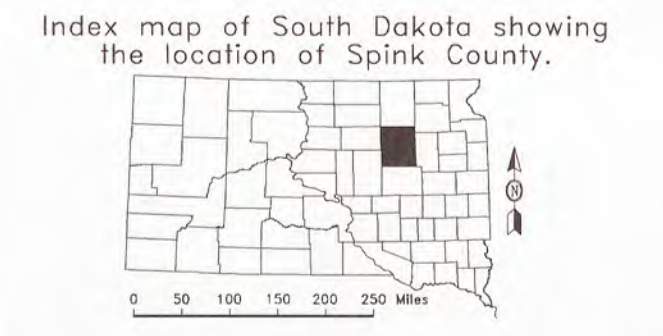 Index map of South Dakota showing
the location of Spink County.
N
0 50 100 150 200 250 Miles